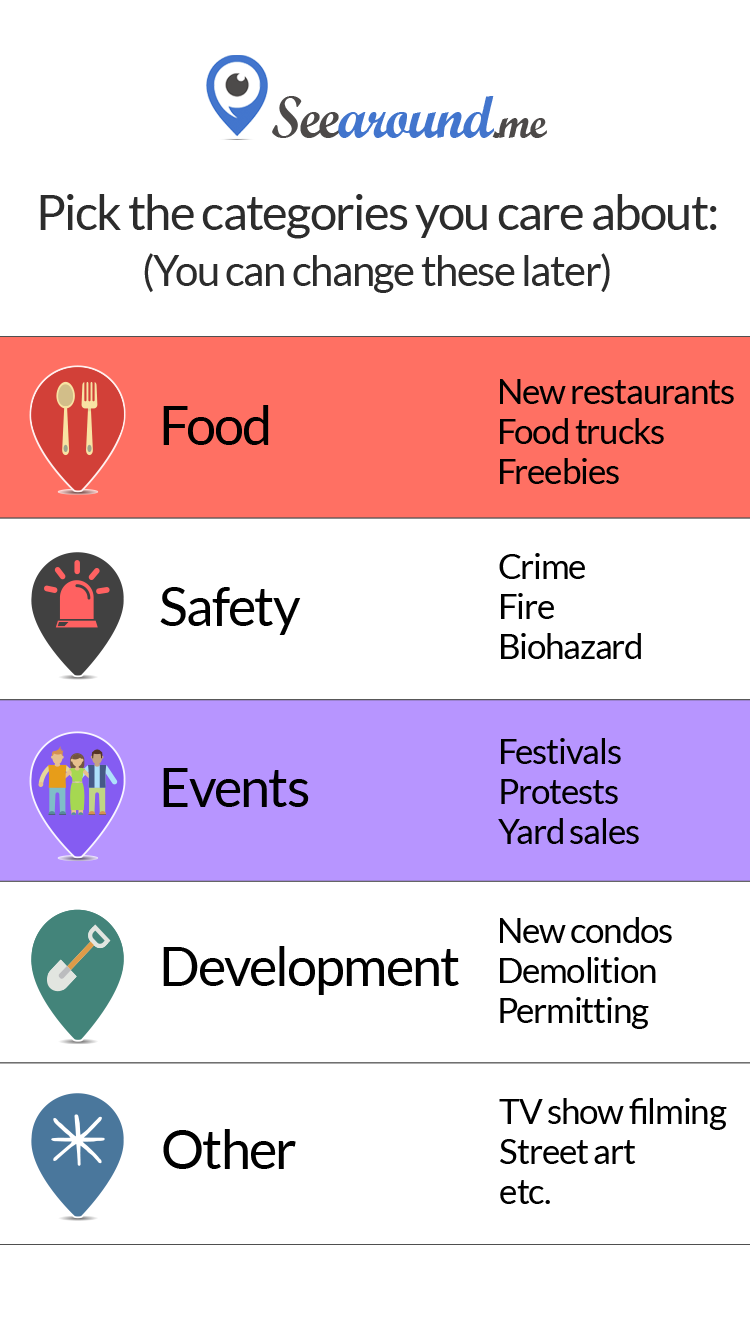 Seearound.me
Pick the categories you care about:
(You can change these later)
Food
New restaurants
Food trucks
Freebies
Safety
Crime
Fire
Biohazard
Events
Festivals
Protests
Yard sales
Development
New condos
Demolition
Permitting
Other
TV show filming
Street art
etc.